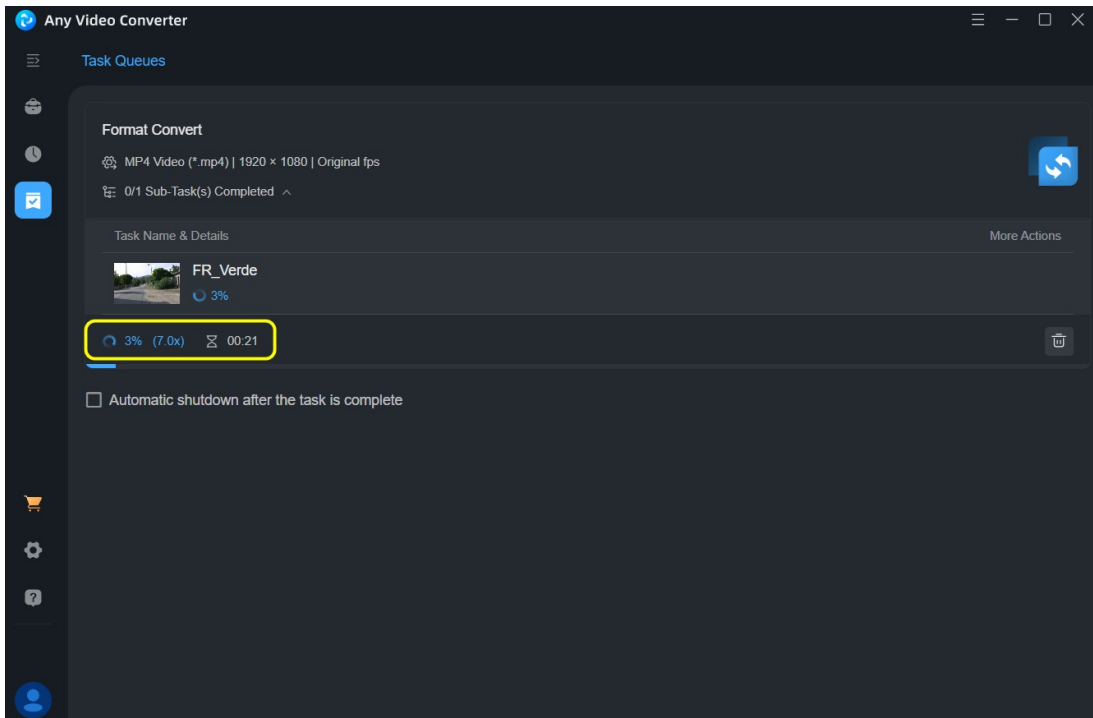 Any Video Converter
Task Queues
Format Convert
MP4 Video (*.mp4) | 1920 × 1080 | Original fps
0/1 Sub-Task(s) Completed
Task Name & Details More Actions
FR_Verde
3%
3% (7.0x) 00:21
Automatic shutdown after the task is complete